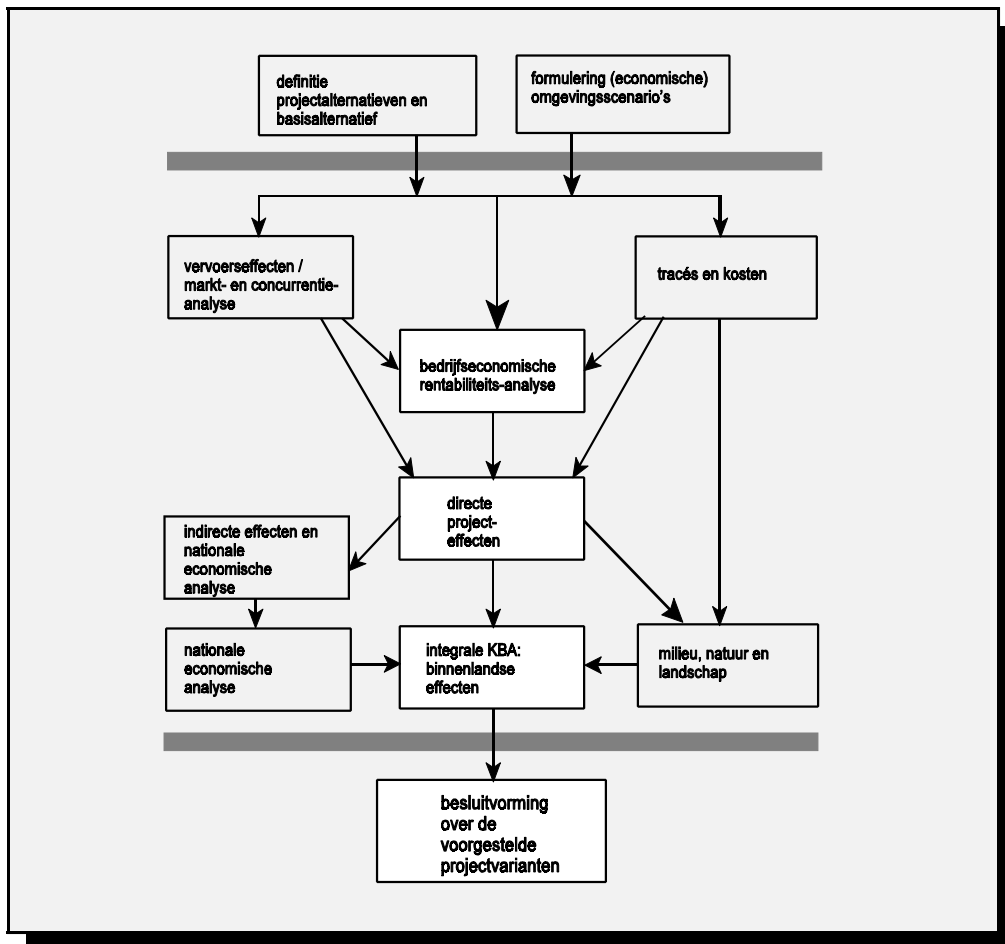 definitie
projectalternatieven en
basisalternatief
formulering (economische)
omgevingsscenario's
vervoerseffecten /
markt- en concurrentie-
analyse
tracés en kosten
bedrijfseconomische
rentabiliteits-analyse
directe
project-
effecten
indirecte effecten en
nationale
economische
analyse
nationale
economische
analyse
integrale KBA:
binnenlandse
effecten
milieu, natuur en
landschap
besluitvorming
over de
voorgestelde
projectvarianten